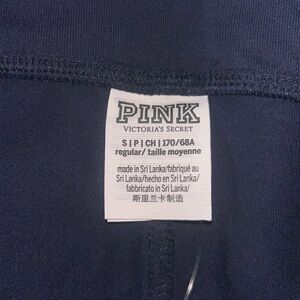 PINK
VICTORIA'S SECRET
S | P | CH | 170/68A
regular/ taille moyenne
made in Sri Lanka/fabriqué au
Sri Lanka/hecho en Sri Lanka/
fabbricato in Sri Lanka/
斯里兰卡制造